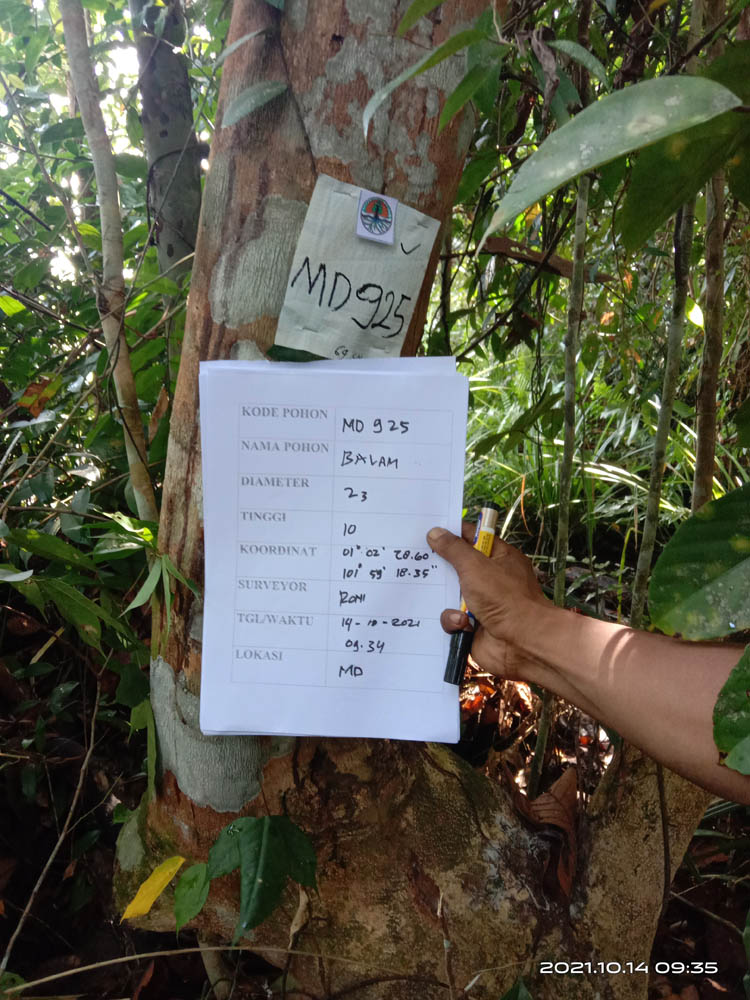 MD925
KODE POHON MD 925
NAMA POHON BALAM
DIAMETER 23
TINGGI 10
KOORDINAT 01° 02' 28.60"
101° 59' 18.35"
SURVEYOR RONI
TGL/WAKTU 14-10-2021
09.34
LOKASI MD
2021.10.14 09:35